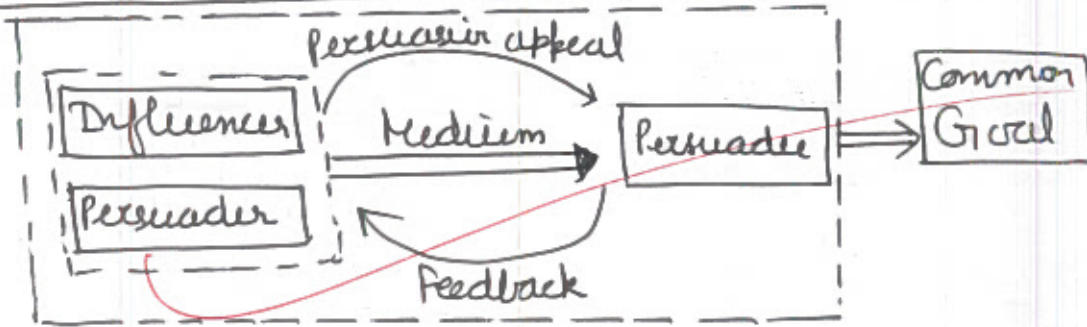 Persuasive appeal
Influencer
Medium
Persuadee
Common
Goal
Persuader
Feedback